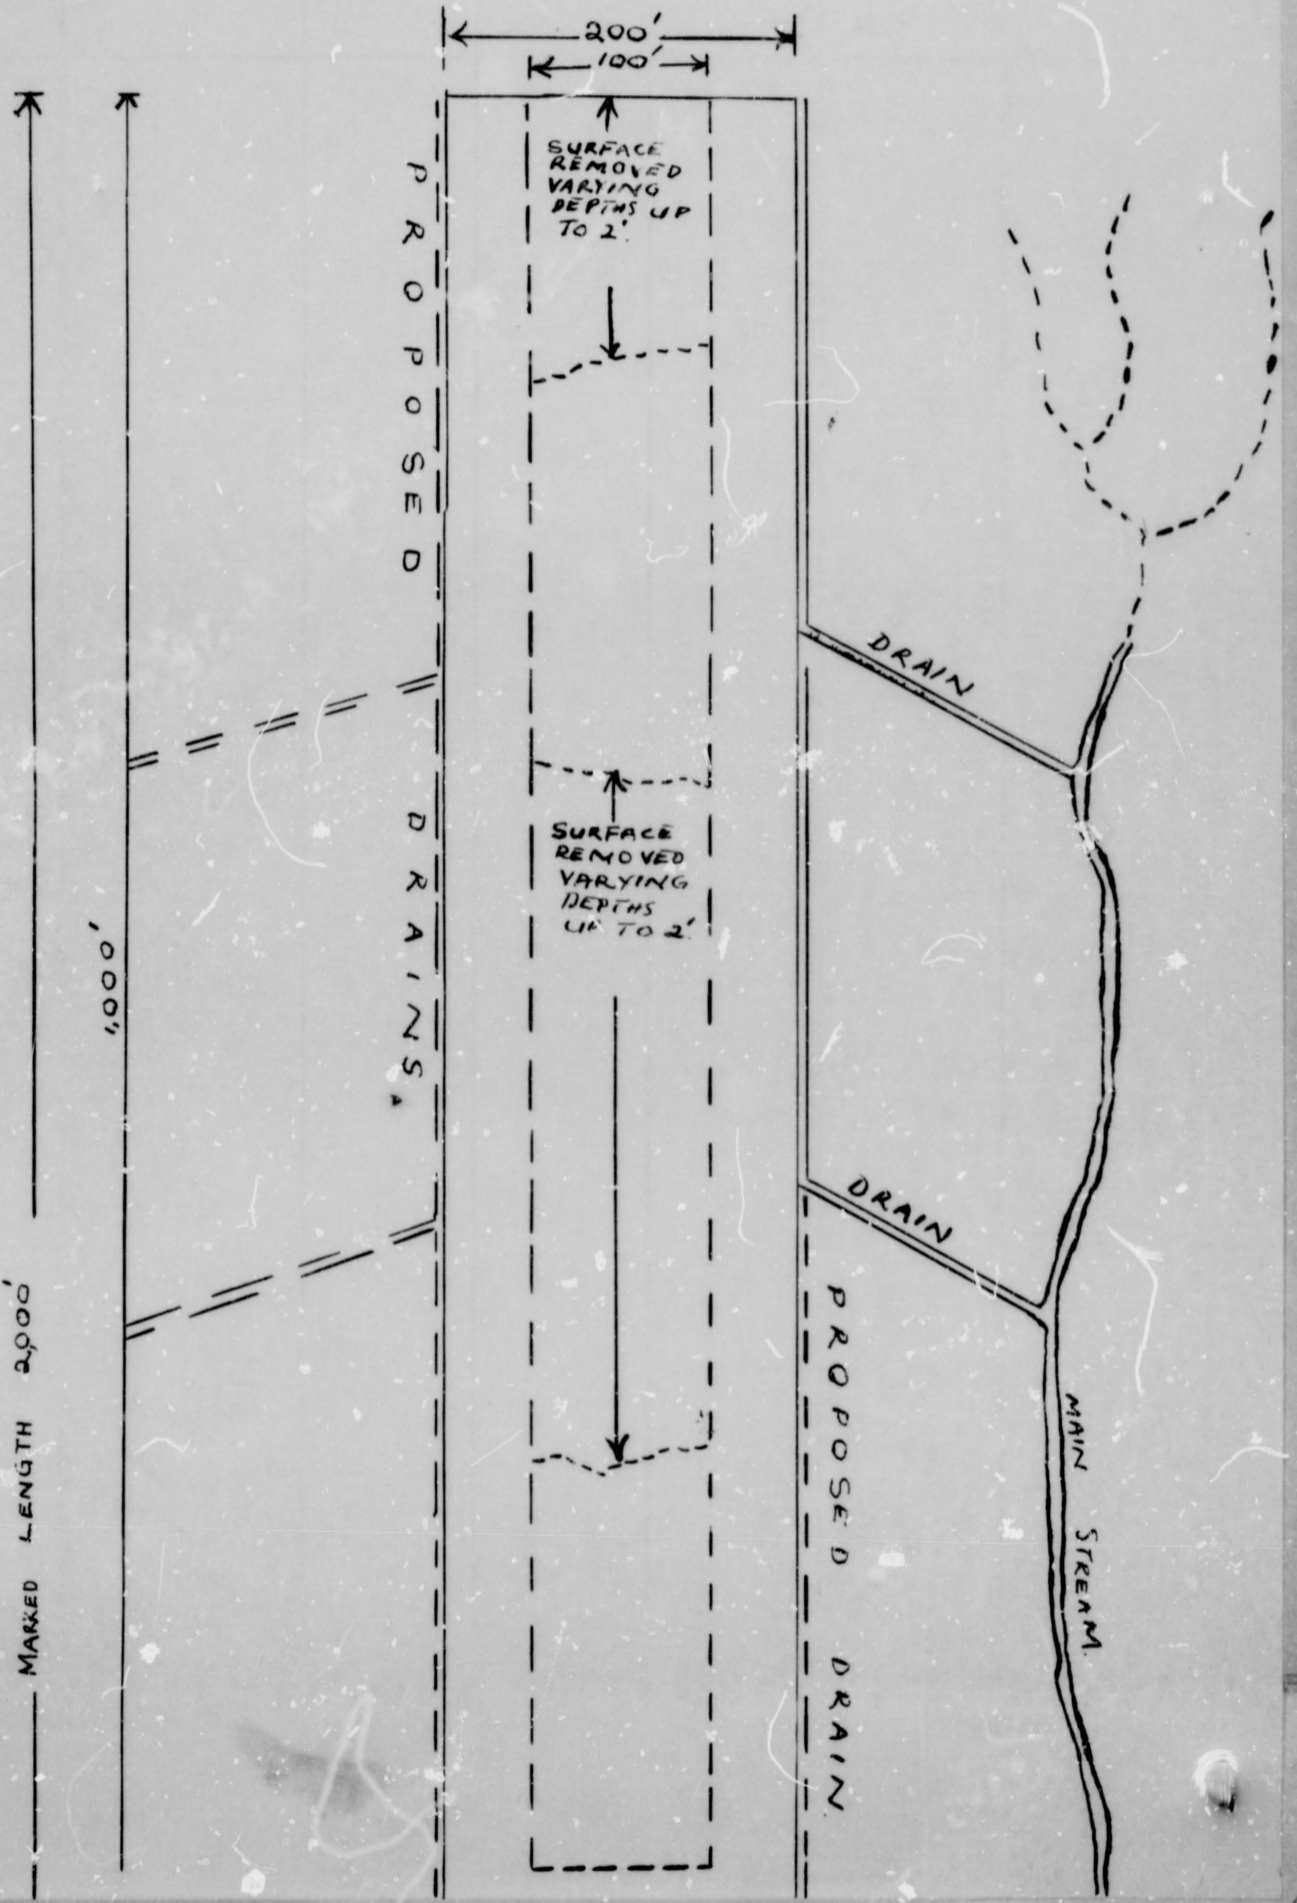 200'
100'
SURFACE
REMOVED
VARYING
DEPTHS UP
TO 2'.
PROPOSED DRAINS.
DRAIN
SURFACE
REMOVED
VARYING
DEPTHS
UP TO 2'.
1,000'
DRAIN
MARKED LENGTH 2,000'
PROPOSED DRAIN.
MAIN STREAM.